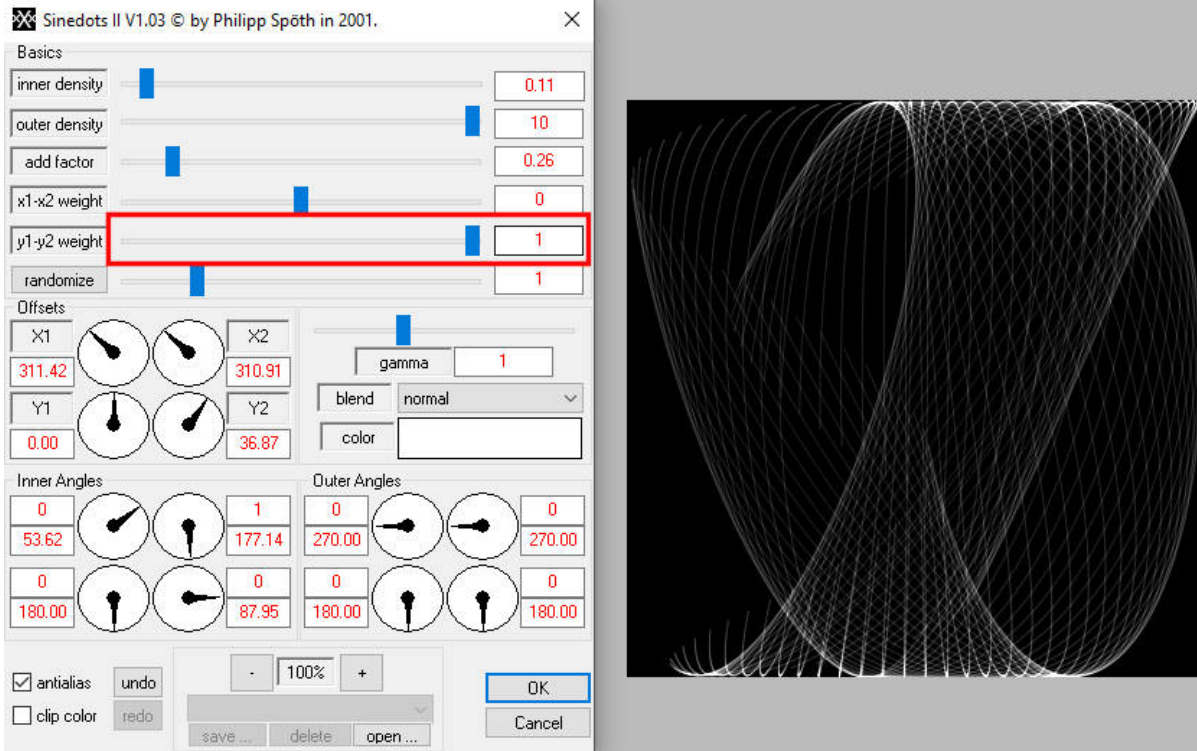 Sinedots II V1.03 © by Philipp Spöth in 2001.
Basics
inner density 0.11
outer density 10
add factor 0.26
x1-x2 weight 0
y1-y2 weight 1
randomize 1
Offsets
X1 X2
311.42 310.91
Y1 Y2
0.00 36.87
gamma 1
blend normal
color
Inner Angles
0 1
53.62 177.14
0 0
180.00 87.95
Outer Angles
0 0
270.00 270.00
0 0
180.00 180.00
antialias undo
clip color redo
- 100% +
save ... delete open ...
OK
Cancel